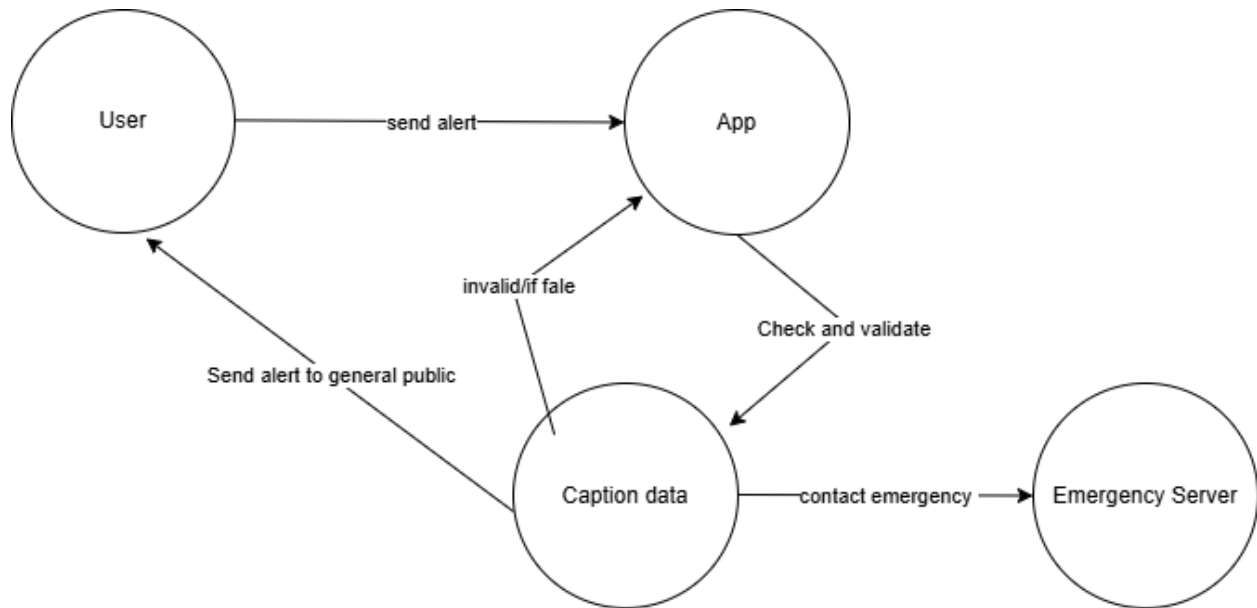 User
send alert
App
invalid/if fale
Check and validate
Send alert to general public
Caption data
contact emergency
Emergency Server